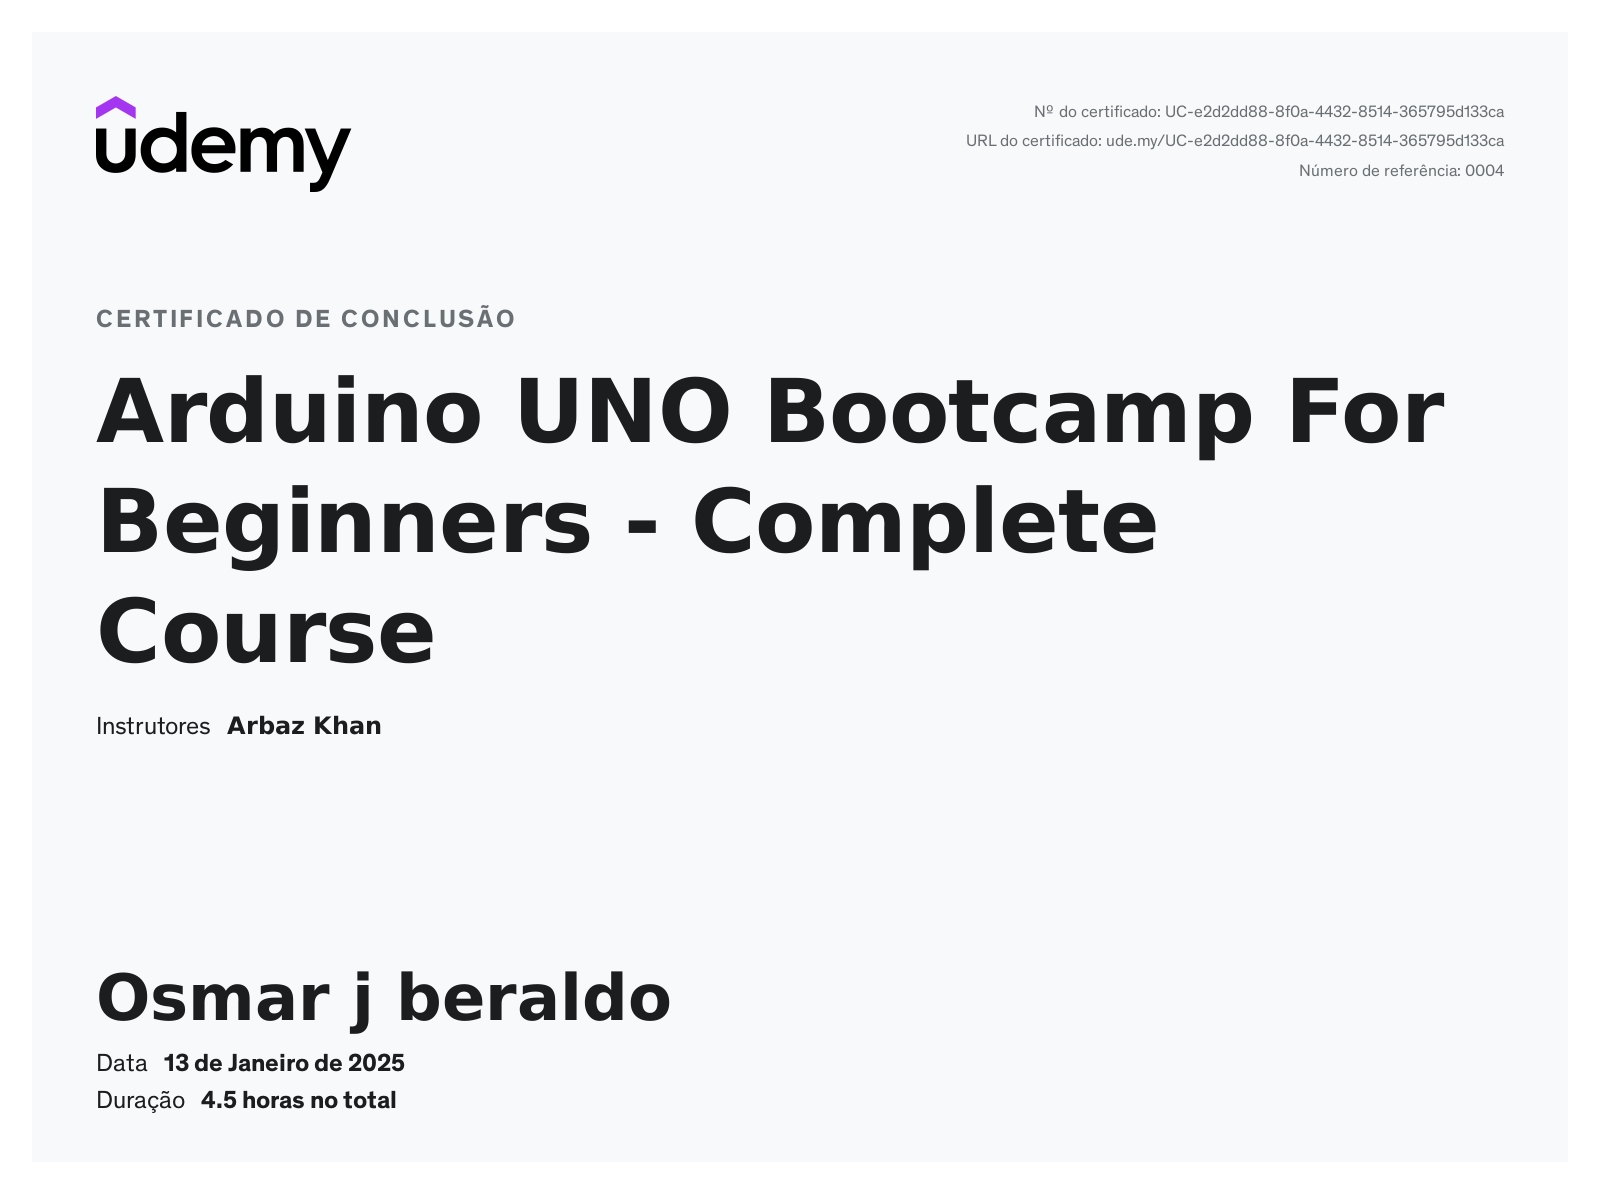 udemy
Nº do certificado: UC-e2d2dd88-8f0a-4432-8514-365795d133ca
URL do certificado: ude.my/UC-e2d2dd88-8f0a-4432-8514-365795d133ca
Número de referência: 0004
CERTIFICADO DE CONCLUSÃO
Arduino UNO Bootcamp For
Beginners - Complete
Course
Instrutores Arbaz Khan
Osmar j beraldo
Data 13 de Janeiro de 2025
Duração 4.5 horas no total